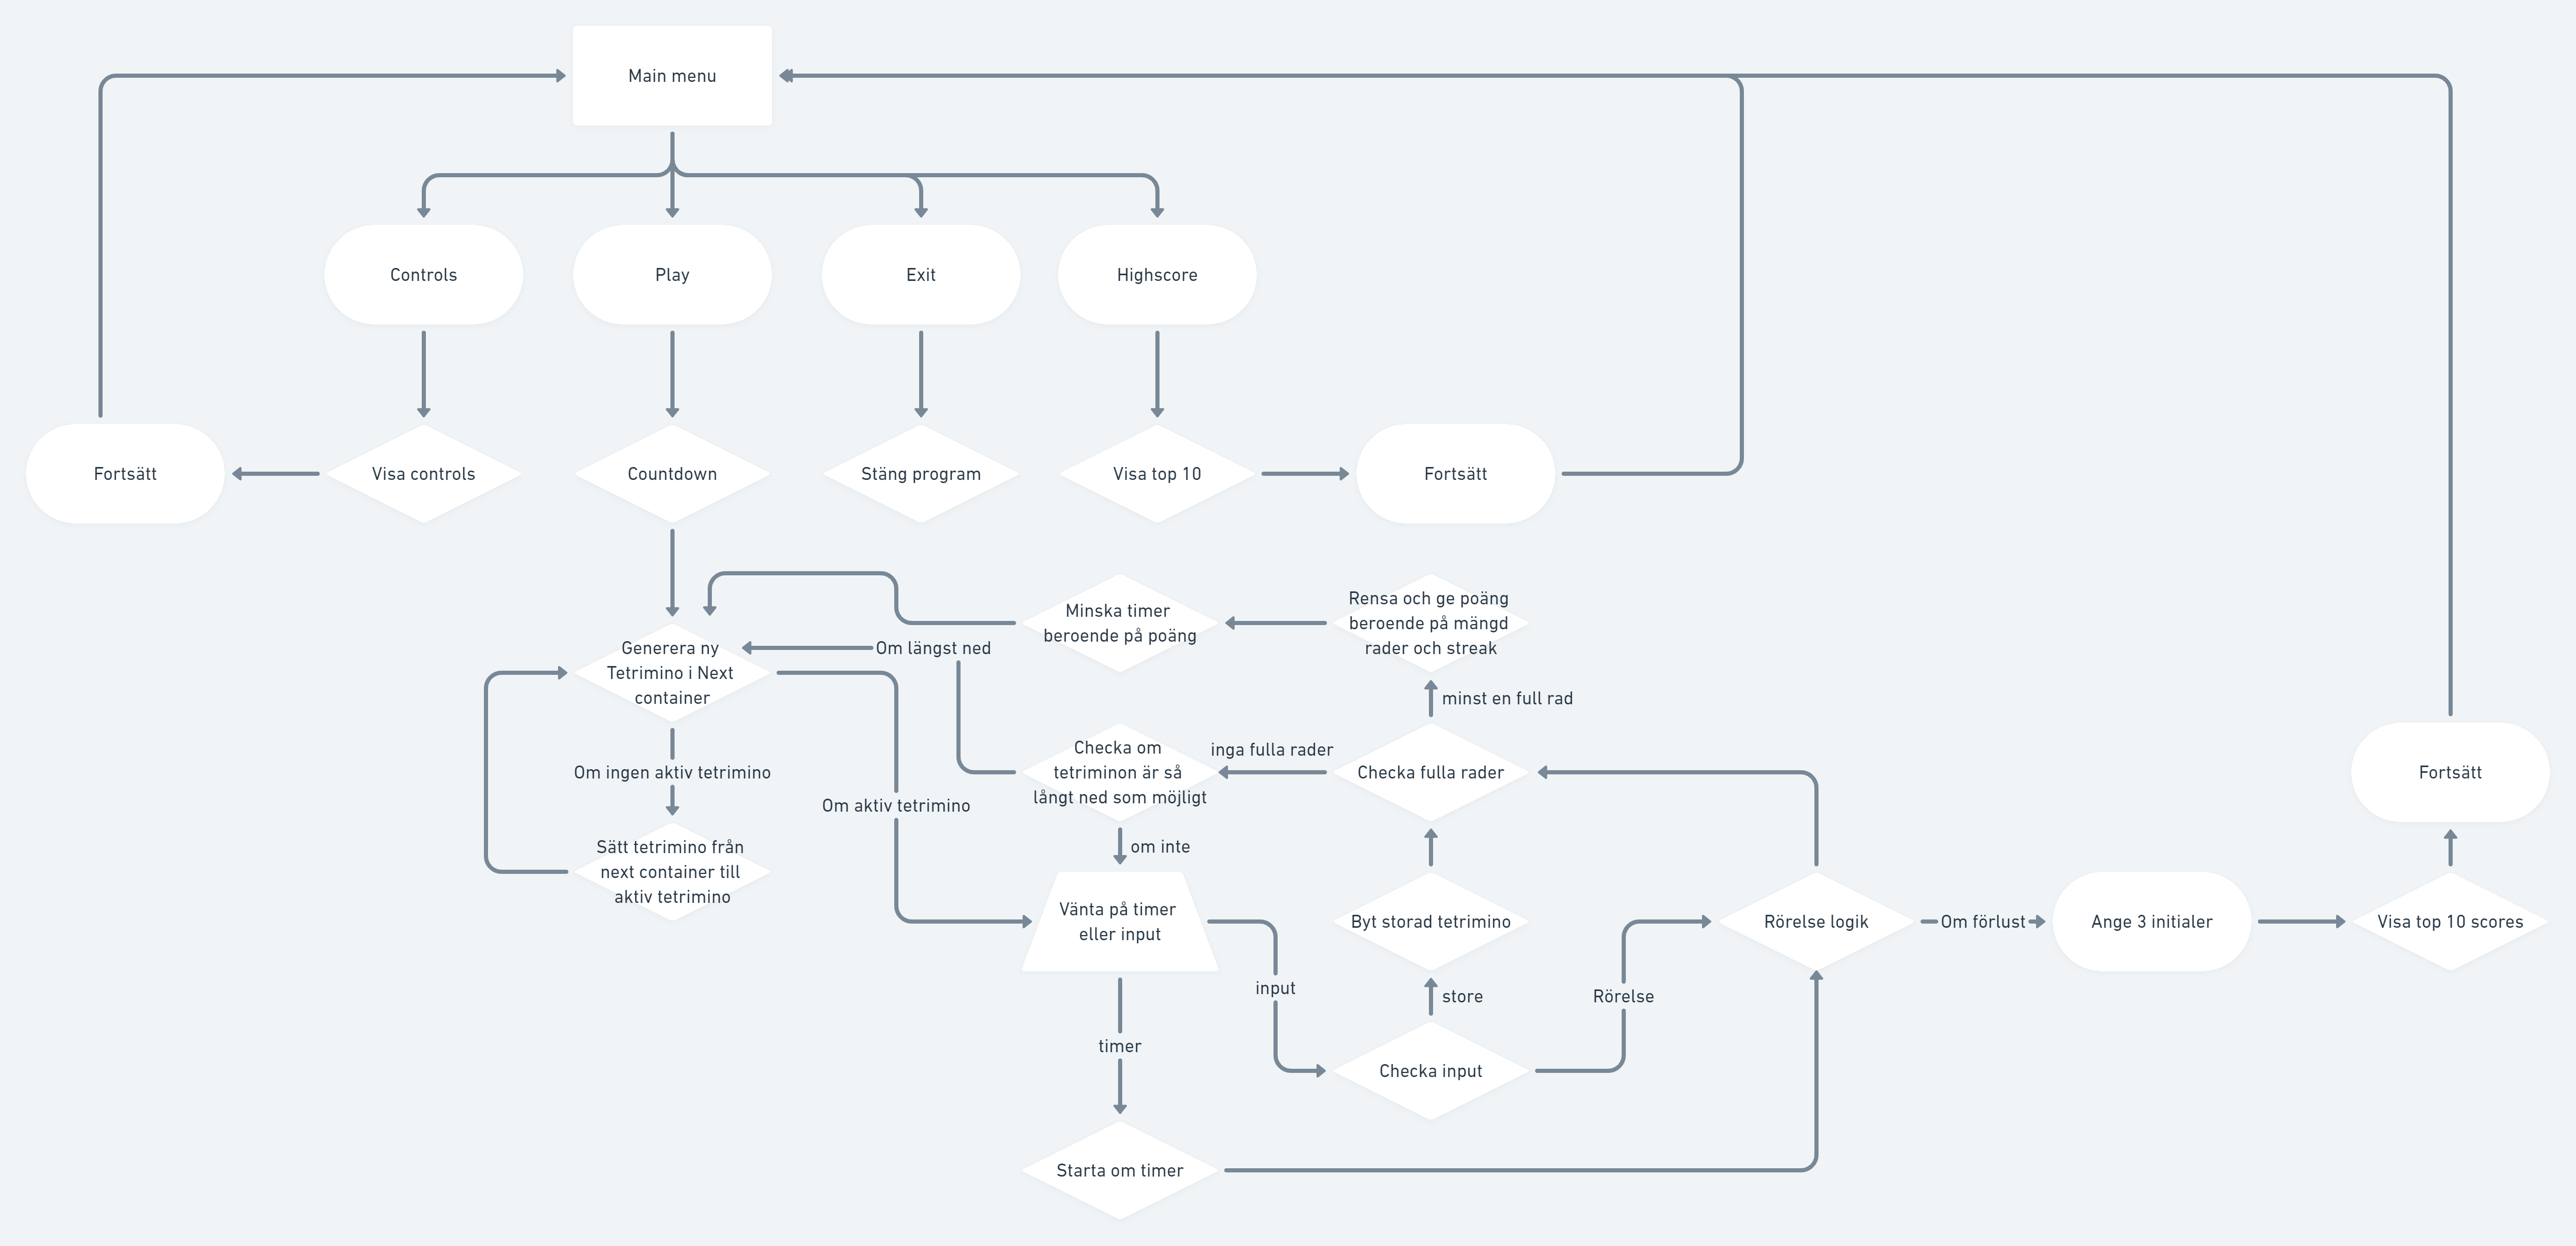 Main menu
Controls
Play
Exit
Highscore
Fortsätt
Visa controls
Countdown
Stäng program
Visa top 10
Fortsätt
Minska timer
beroende på poäng
Rensa och ge poäng
beroende på mängd
rader och streak
Generera ny
Tetrimino i Next
container
Om längst ned
minst en full rad
Om ingen aktiv tetrimino
Om aktiv tetrimino
Checka om
tetriminon är så
långt ned som möjligt
inga fulla rader
Checka fulla rader
Fortsätt
Sätt tetrimino från
next container till
aktiv tetrimino
om inte
Vänta på timer
eller input
Byt storad tetrimino
Rörelse logik
Om förlust
Ange 3 initialer
Visa top 10 scores
input
store
Rörelse
timer
Checka input
Starta om timer